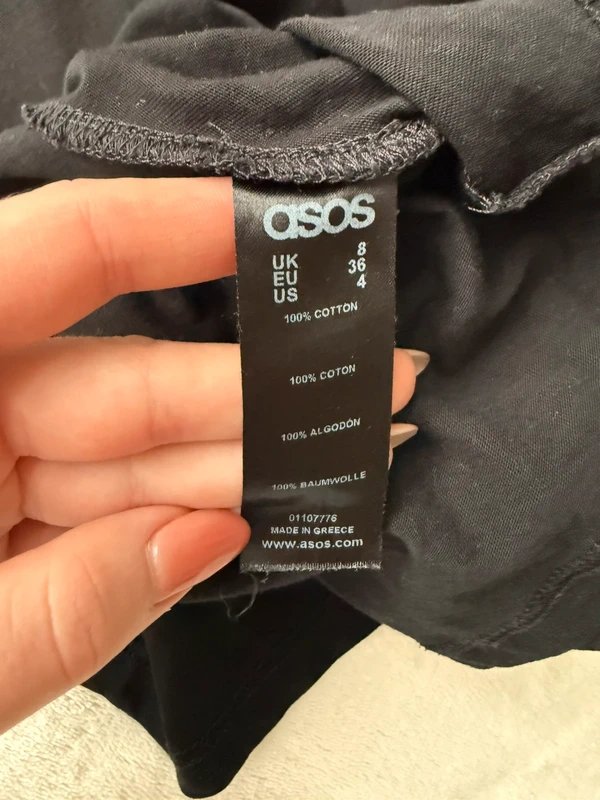 asos
UK 8
EU 36
US 4
100% COTTON
100% COTON
100% ALGODÓN
100% BAUMWOLLE
01107776
MADE IN GREECE
www.asos.com